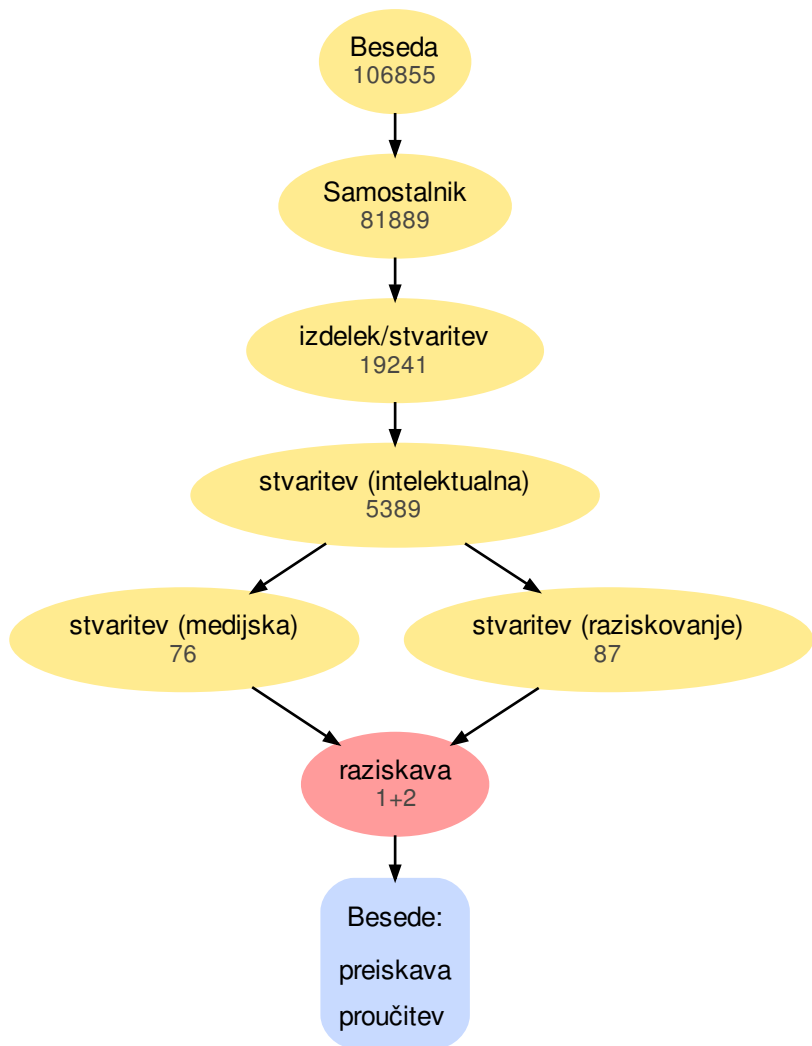 Beseda
106855
Samostalnik
81889
izdelek/stvaritev
19241
stvaritev (intelektualna)
5389
stvaritev (medijska)
76
stvaritev (raziskovanje)
87
raziskava
1+2
Besede:
preiskava
proučitev